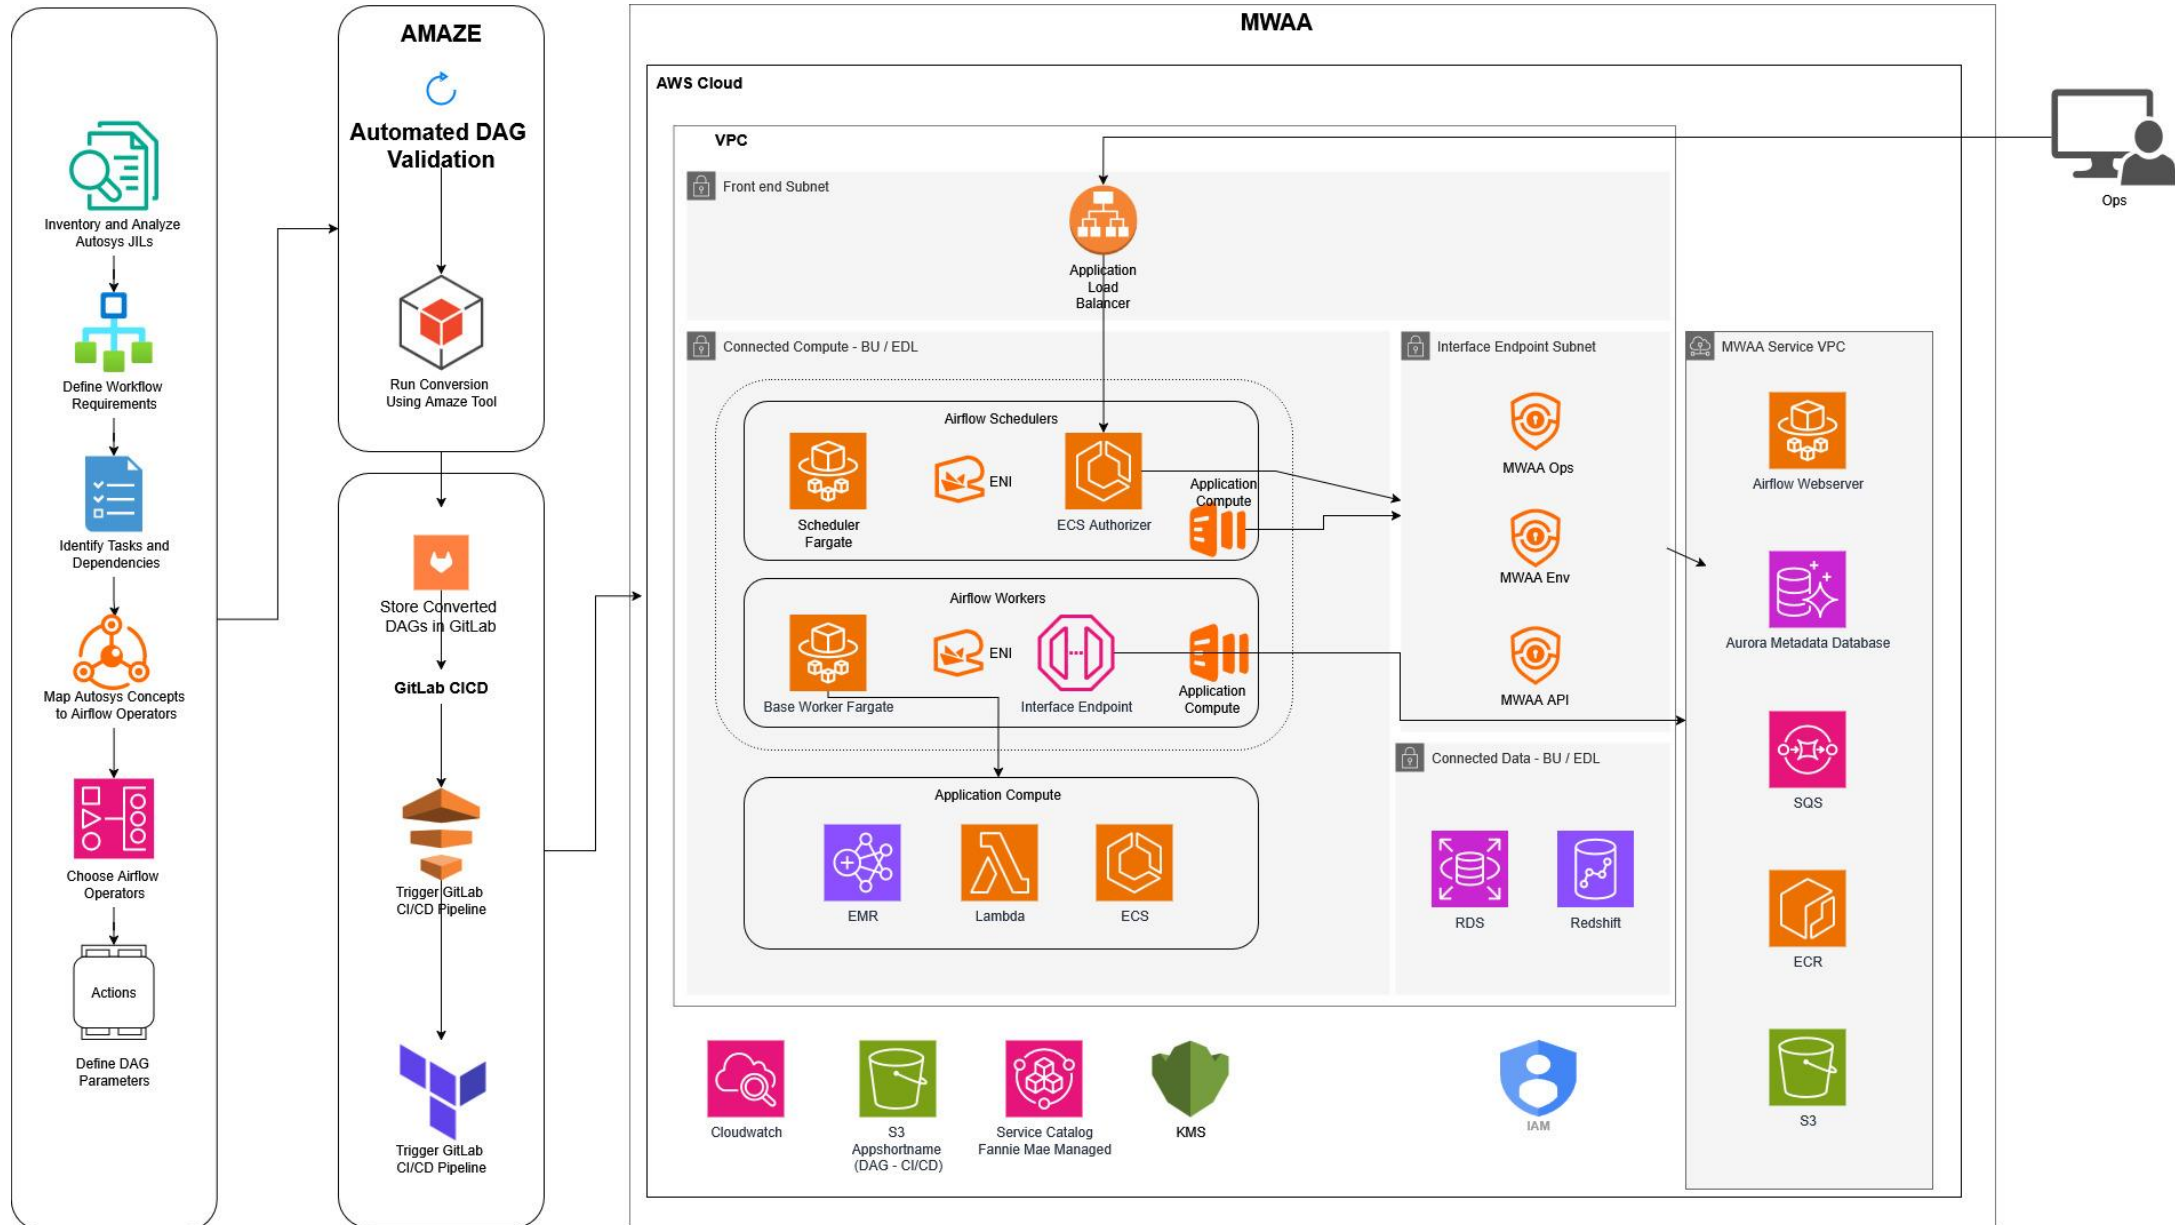 Inventory and Analyze
Autosys JILs
Define Workflow
Requirements
Identify Tasks and
Dependencies
Map Autosys Concepts
to Airflow Operators
Choose Airflow
Operators
Actions
Define DAG
Parameters
AMAZE
Automated DAG
Validation
Run Conversion
Using Amaze Tool
Store Converted
DAGs in GitLab
GitLab CICD
Trigger GitLab
CI/CD Pipeline
Trigger GitLab
CI/CD Pipeline
MWAA
AWS Cloud
VPC
Front end Subnet
Application
Load
Balancer
Connected Compute - BU / EDL
Airflow Schedulers
Scheduler
Fargate
ENI
ECS Authorizer
Application
Compute
Airflow Workers
Base Worker Fargate
ENI
Interface Endpoint
Application
Compute
Application Compute
EMR
Lambda
ECS
Interface Endpoint Subnet
MWAA Ops
MWAA Env
MWAA API
Connected Data - BU / EDL
RDS
Redshift
MWAA Service VPC
Airflow Webserver
Aurora Metadata Database
SQS
ECR
S3
Cloudwatch
S3
Appshortname
(DAG - CI/CD)
Service Catalog
Fannie Mae Managed
KMS
IAM
Ops